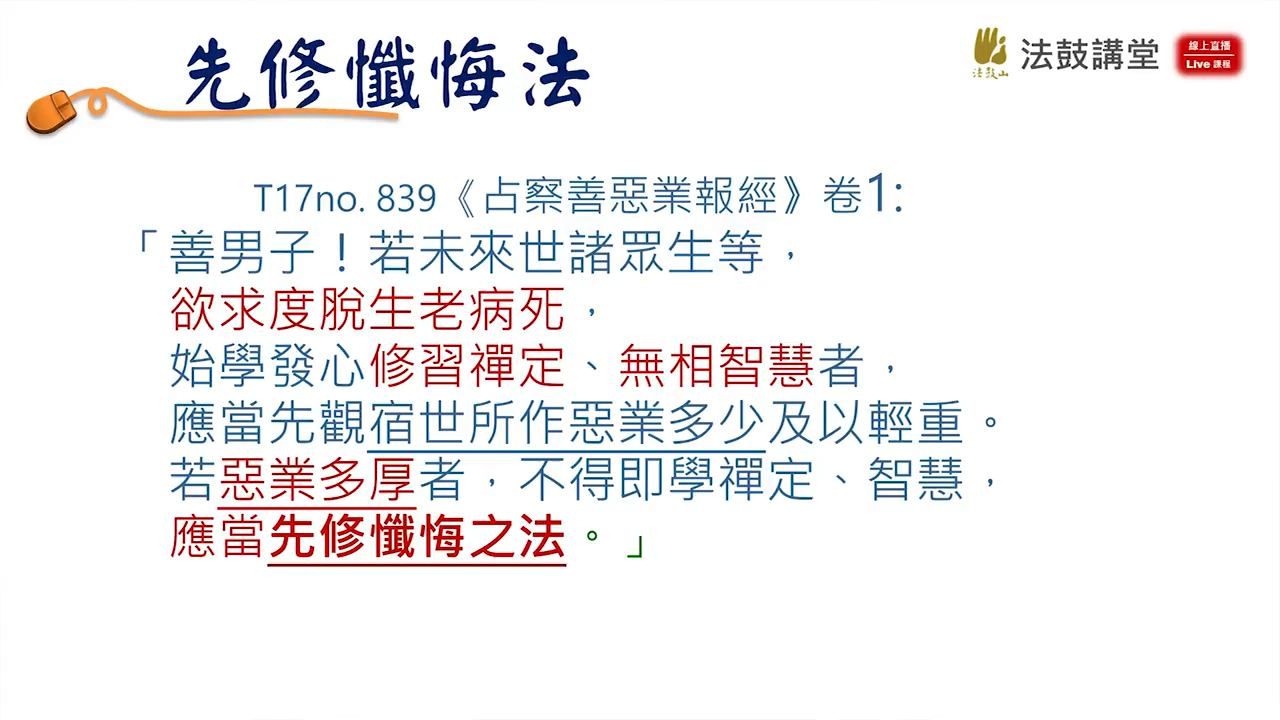 先修懺悔法
法鼓山
法鼓講堂
線上直播
Live 課程
T17no. 839《占察善惡業報經》卷1:
「善男子！若未來世諸眾生等，
欲求度脫生老病死，
始學發心修習禪定、無相智慧者，
應當先觀宿世所作惡業多少及以輕重。
若惡業多厚者，不得即學禪定、智慧，
應當先修懺悔之法。」